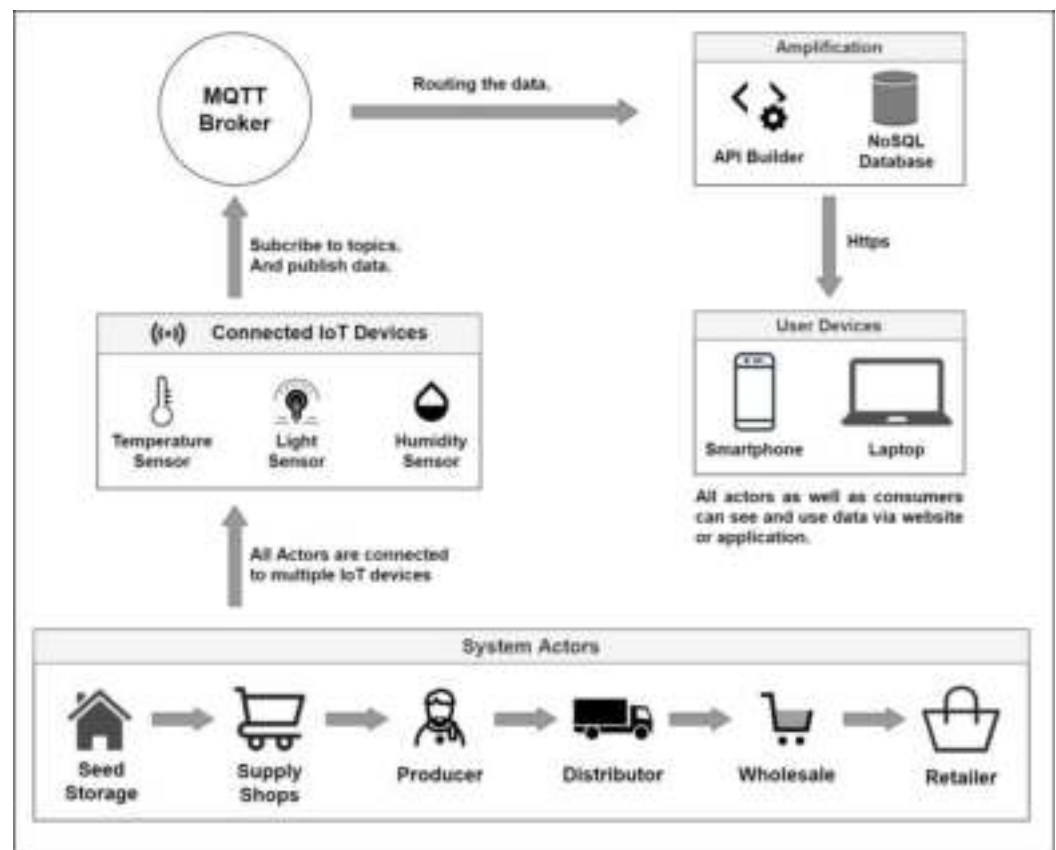 MQTT
Broker
Routing the data.
Amplification
API Builder
NoSQL
Database
Subcribe to topics.
And publish data.
Https
Connected IoT Devices
Temperature
Sensor
Light
Sensor
Humidity
Sensor
User Devices
Smartphone
Laptop
All actors as well as consumers
can see and use data via website
or application.
All Actors are connected
to multiple IoT devices
System Actors
Seed
Storage
Supply
Shops
Producer
Distributor
Wholesale
Retailer